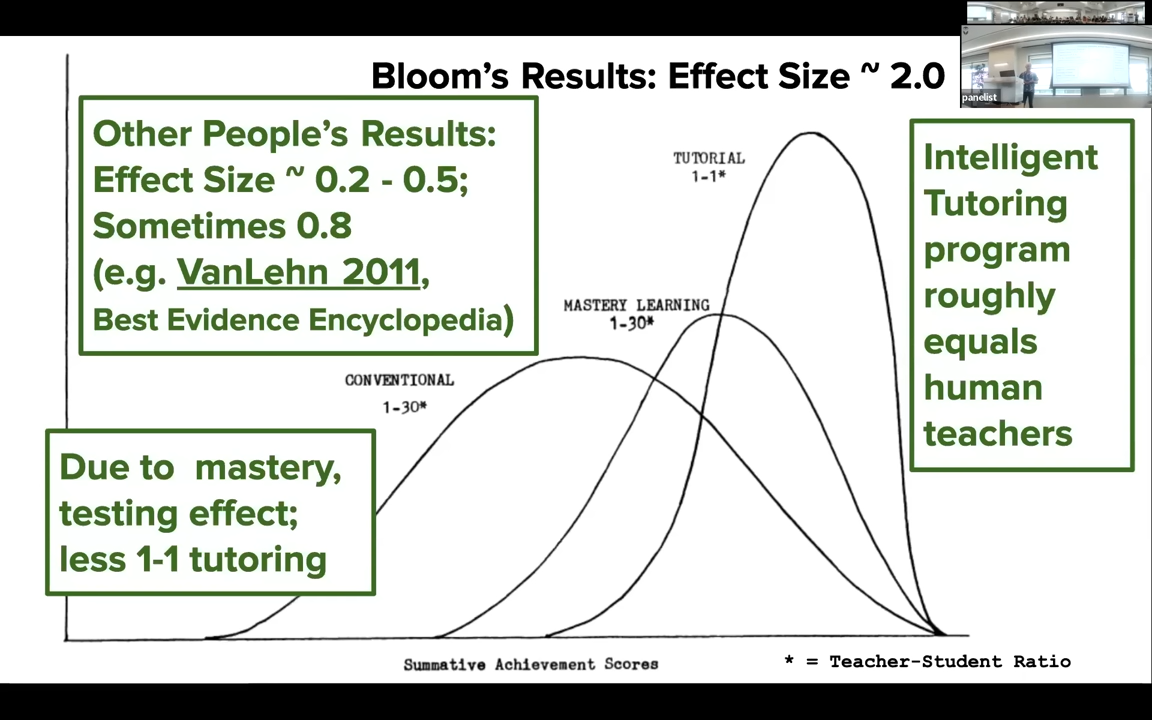 Bloom's Results: Effect Size ~ 2.0
panelist
Other People's Results:
Effect Size ~ 0.2 - 0.5;
Sometimes 0.8
(e.g. VanLehn 2011,
Best Evidence Encyclopedia)
TUTORIAL
1-1*
Intelligent
Tutoring
program
roughly
equals
human
teachers
MASTERY LEARNING
1-30*
CONVENTIONAL
1-30*
Due to mastery,
testing effect;
less 1-1 tutoring
Summative Achievement Scores
* = Teacher-Student Ratio